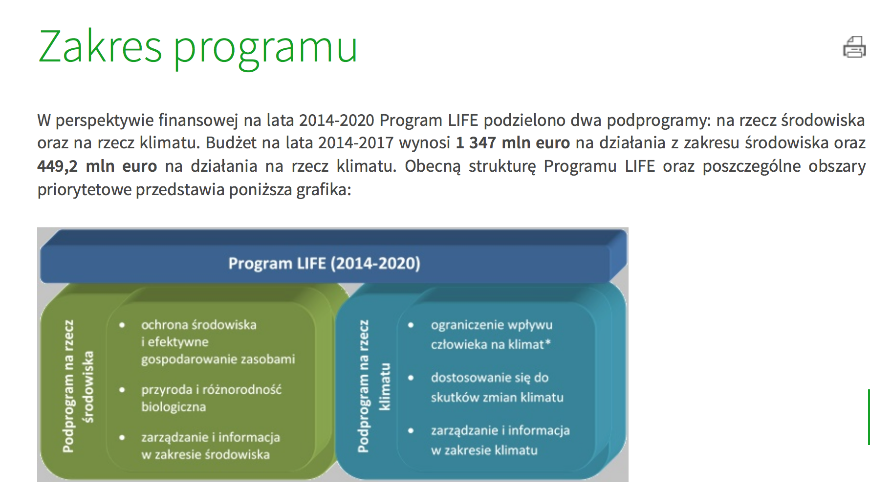 Zakres programu
W perspektywie finansowej na lata 2014-2020 Program LIFE podzielono dwa podprogramy: na rzecz środowiska
oraz na rzecz klimatu. Budżet na lata 2014-2017 wynosi 1 347 mln euro na działania z zakresu środowiska oraz
449,2 mln euro na działania na rzecz klimatu. Obecną strukturę Programu LIFE oraz poszczególne obszary
priorytetowe przedstawia poniższa grafika:
Program LIFE (2014-2020)
Podprogram na rzecz
środowiska
• ochrona środowiska
i efektywne
gospodarowanie zasobami
• przyroda i różnorodność
biologiczna
• zarządzanie i informacja
w zakresie środowiska
Podprogram na rzecz
klimatu
• ograniczenie wpływu
człowieka na klimat*
• dostosowanie się do
skutków zmian klimatu
• zarządzanie i informacja
w zakresie klimatu